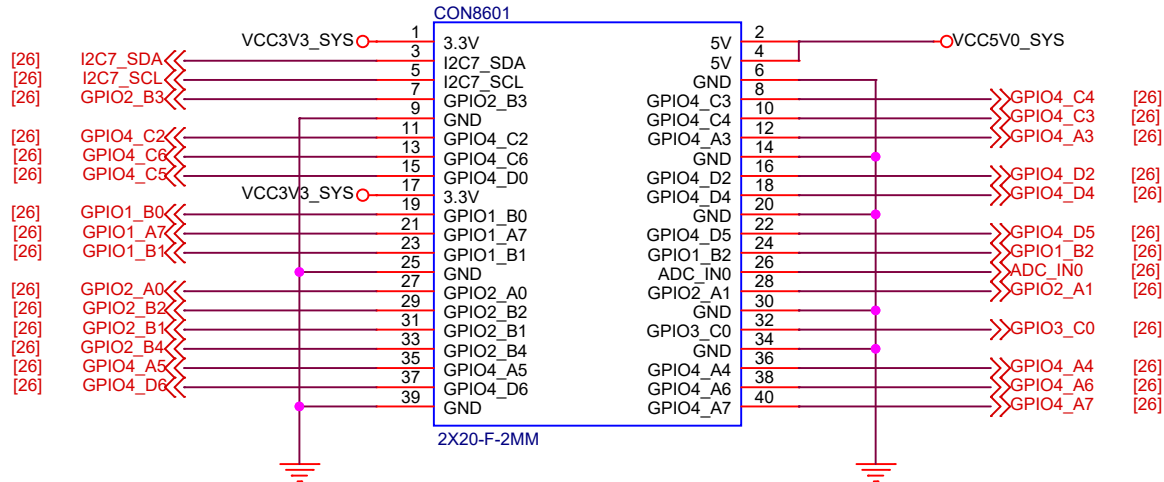 CON8601
VCC3V3_SYS 1 3.3V 5V 2 VCC5V0_SYS
[26] I2C7_SDA 3 I2C7_SDA 5V 4
[26] I2C7_SCL 5 I2C7_SCL GND 6
[26] GPIO2_B3 7 GPIO2_B3 GPIO4_C3 8 GPIO4_C4 [26]
9 GND GPIO4_C4 10 GPIO4_C3 [26]
[26] GPIO4_C2 11 GPIO4_C2 GPIO4_A3 12 GPIO4_A3 [26]
[26] GPIO4_C6 13 GPIO4_C6 GND 14
[26] GPIO4_C5 15 GPIO4_D0 GPIO4_D2 16 GPIO4_D2 [26]
VCC3V3_SYS 17 3.3V GPIO4_D4 18 GPIO4_D4 [26]
[26] GPIO1_B0 19 GPIO1_B0 GND 20
[26] GPIO1_A7 21 GPIO1_A7 GPIO4_D5 22 GPIO4_D5 [26]
[26] GPIO1_B1 23 GPIO1_B1 GPIO1_B2 24 GPIO1_B2 [26]
25 GND ADC_IN0 26 ADC_IN0 [26]
[26] GPIO2_A0 27 GPIO2_A0 GPIO2_A1 28 GPIO2_A1 [26]
[26] GPIO2_B2 29 GPIO2_B2 GND 30
[26] GPIO2_B1 31 GPIO2_B1 GPIO3_C0 32 GPIO3_C0 [26]
[26] GPIO2_B4 33 GPIO2_B4 GND 34
[26] GPIO4_A5 35 GPIO4_A5 GPIO4_A4 36 GPIO4_A4 [26]
[26] GPIO4_D6 37 GPIO4_D6 GPIO4_A6 38 GPIO4_A6 [26]
39 GND GPIO4_A7 40 GPIO4_A7 [26]
2X20-F-2MM